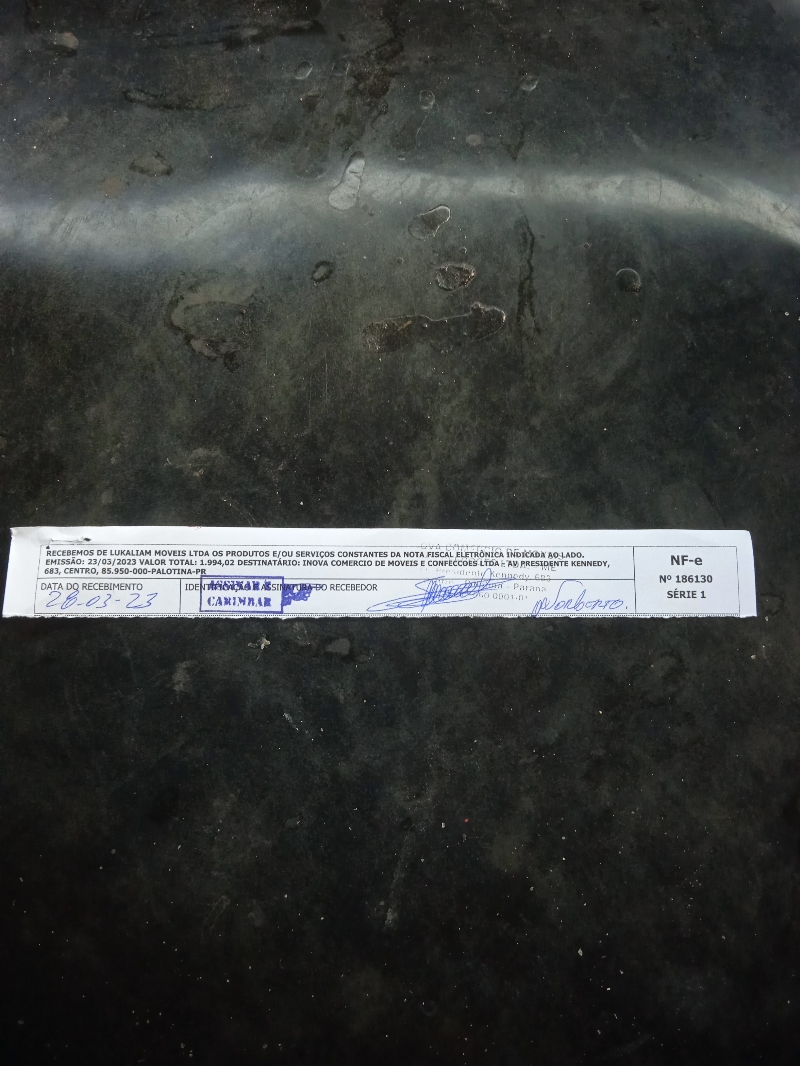 RECEBEMOS DE LUKALIAM MOVEIS LTDA OS PRODUTOS E/OU SERVIÇOS CONSTANTES DA NOTA FISCAL ELETRÔNICA INDICADA AO LADO.
EMISSÃO: 23/03/2023 VALOR TOTAL: 1.994,02 DESTINATÁRIO: INOVA COMERCIO DE MOVEIS E CONFECCOES LTDA - AV PRESIDENTE KENNEDY,
683, CENTRO, 85.950-000-PALOTINA-PR
DATA DO RECEBIMENTO
28-03-23
IDENTIFICAÇÃO E ASSINATURA DO RECEBEDOR
ASSINAR E
CARIMBAR
Presidente Kennedy, 683
Paraná
Norberto.
NF-e
Nº 186130
SÉRIE 1